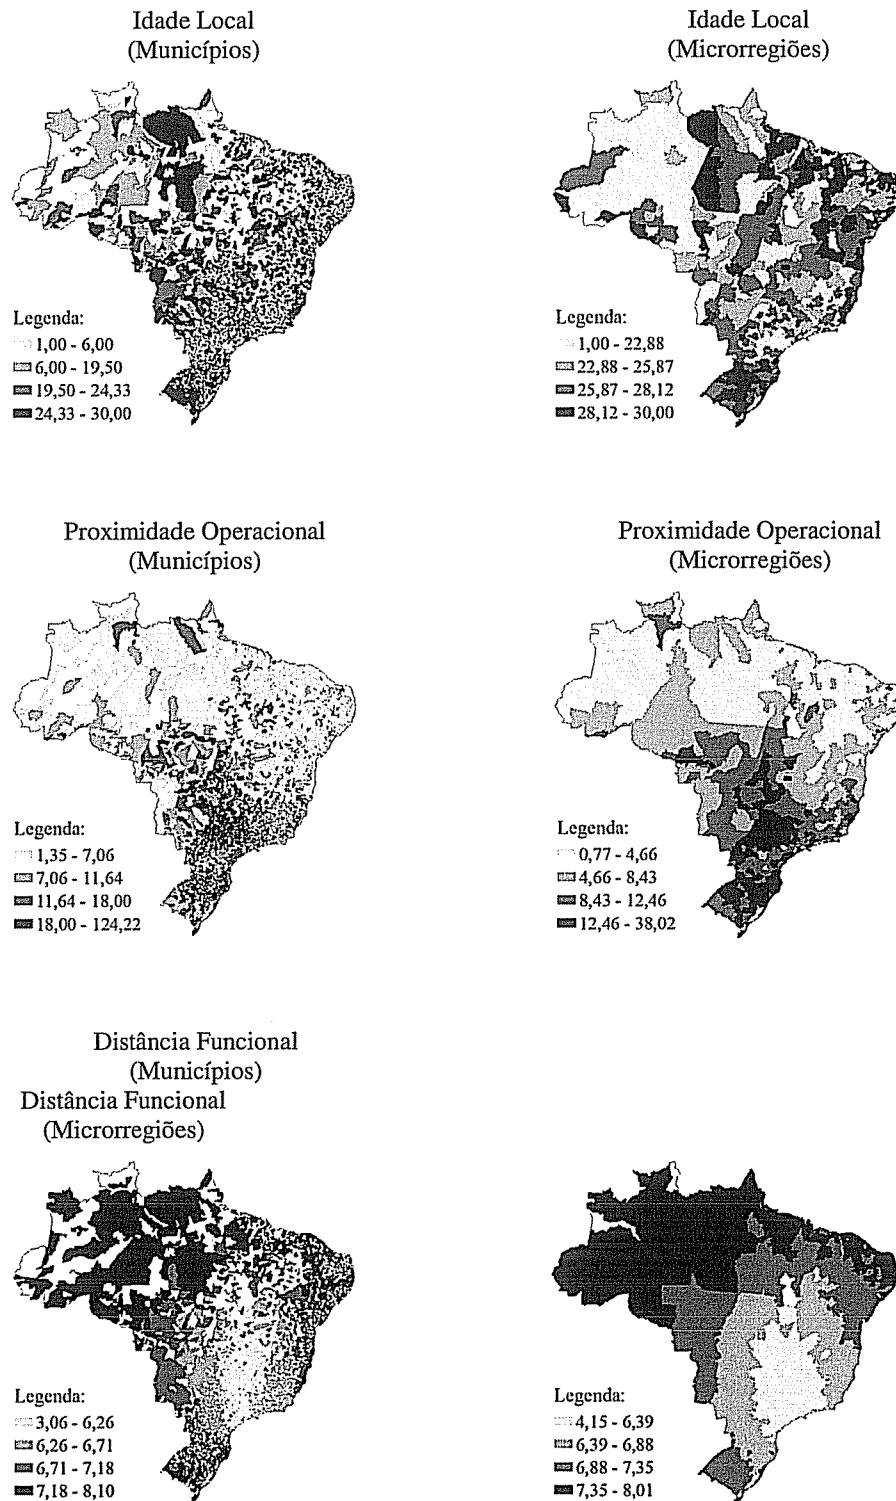 Idade Local
(Municípios)
Legenda:
1,00 - 6,00
6,00 - 19,50
19,50 - 24,33
24,33 - 30,00
Idade Local
(Microrregiões)
Legenda:
1,00 - 22,88
22,88 - 25,87
25,87 - 28,12
28,12 - 30,00
Proximidade Operacional
(Municípios)
Legenda:
1,35 - 7,06
7,06 - 11,64
11,64 - 18,00
18,00 - 124,22
Proximidade Operacional
(Microrregiões)
Legenda:
0,77 - 4,66
4,66 - 8,43
8,43 - 12,46
12,46 - 38,02
Distância Funcional
(Municípios)
Distância Funcional
(Microrregiões)
Legenda:
3,06 - 6,26
6,26 - 6,71
6,71 - 7,18
7,18 - 8,10
Legenda:
4,15 - 6,39
6,39 - 6,88
6,88 - 7,35
7,35 - 8,01